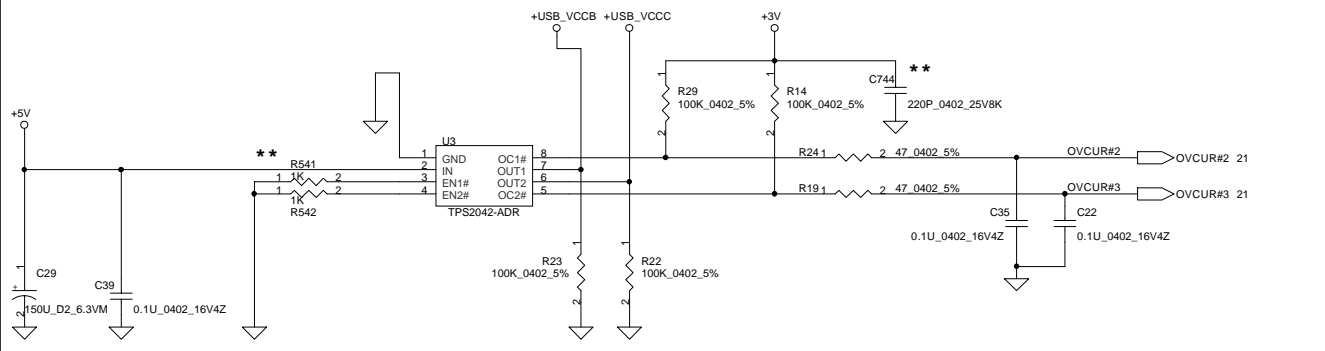 +USB_VCCB +USB_VCCC +3V
C744 **
R29 R14
100K_0402_5% 100K_0402_5% 220P_0402_25V8K
1 1
2 2
+5V
** U3
R541 1 GND OC1# 8 R24 1 2 47_0402_5% OVCUR#2 OVCUR#2 21
1K 2 IN OUT1 7
1 2 3 EN1# OUT2 6
1 2 4 EN2# OC2# 5 R19 1 2 47_0402_5% OVCUR#3 OVCUR#3 21
1K
R542 TPS2042-ADR
C35 C22
0.1U_0402_16V4Z 0.1U_0402_16V4Z
1 1
R23 R22
100K_0402_5% 100K_0402_5%
2 2
1 C29 C39
+
2 150U_D2_6.3VM 0.1U_0402_16V4Z